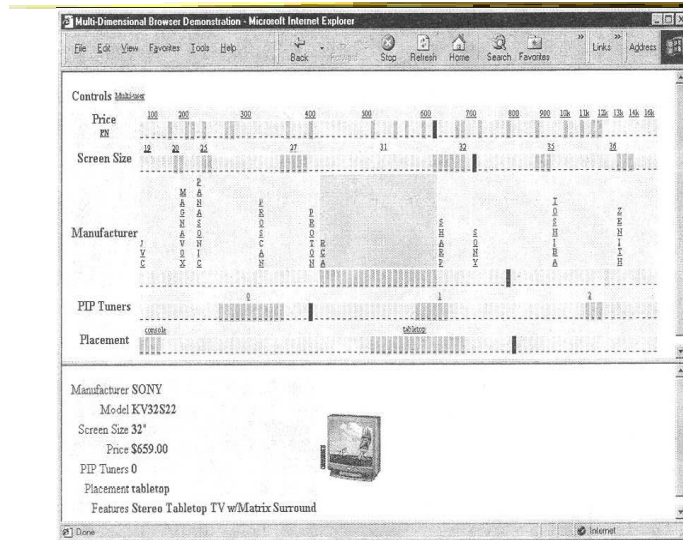 Multi-Dimensional Browser Demonstration - Microsoft Internet Explorer
File Edit View Favorites Tools Help
Back Forward Stop Refresh Home Search Favorites » Links » Address
Controls Multi-user
Price 100 200 300 400 500 600 700 800 900 10k 11k 12k 13k 14k 16k
PN
Screen Size 19 20 25 27 31 32 35 36
Manufacturer JVC MAGNAVOX PANASONIC PROSCAN PROTON RCA SHARP SONY TOSHIBA ZENITH
PIP Tuners 0 1 2
Placement console tabletop
Manufacturer SONY
Model KV32S22
Screen Size 32"
Price $659.00
PIP Tuners 0
Placement tabletop
Features Stereo Tabletop TV w/Matrix Surround
Done Internet